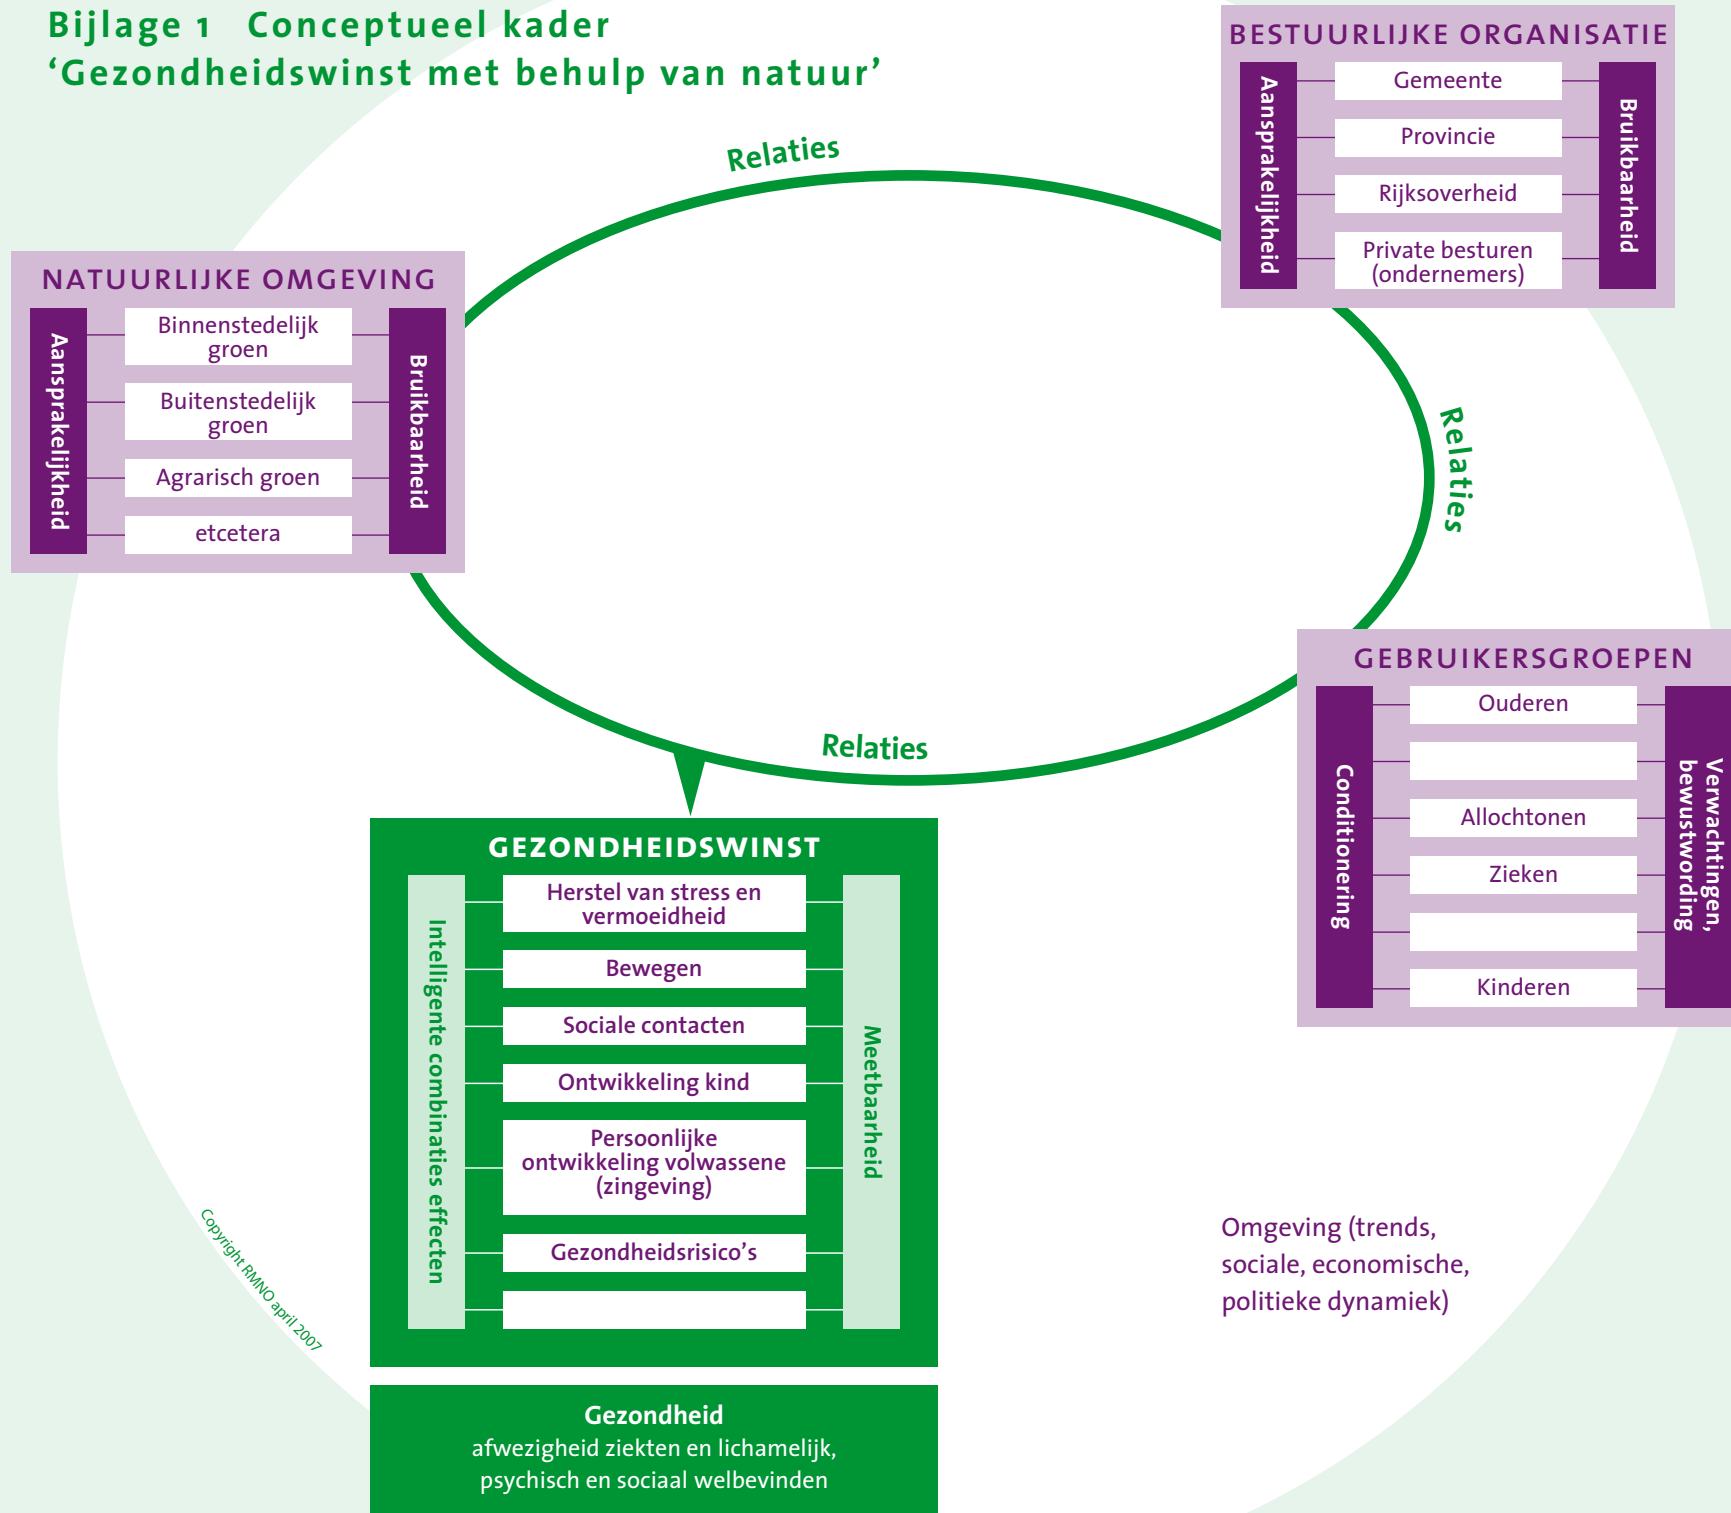 Bijlage 1 Conceptueel kader
‘Gezondheidswinst met behulp van natuur’
Relaties
BESTUURLIJKE ORGANISATIE
Aansprakelijkheid
Gemeente
Provincie
Rijksoverheid
Private besturen
(ondernemers)
Bruikbaarheid
NATUURLIJKE OMGEVING
Aansprakelijkheid
Binnenstedelijk
groen
Buitenstedelijk
groen
Agrarisch groen
etcetera
Bruikbaarheid
Relaties
GEBRUIKERSGROEPEN
Conditionering
Ouderen
Allochtonen
Zieken
Kinderen
Verwachtingen,
bewustwording
Relaties
GEZONDHEIDSWINST
Intelligente combinaties effecten
Herstel van stress en
vermoeidheid
Bewegen
Sociale contacten
Ontwikkeling kind
Persoonlijke
ontwikkeling volwassene
(zingeving)
Gezondheidsrisico’s
Meetbaarheid
Omgeving (trends,
sociale, economische,
politieke dynamiek)
Copyright RMNO april 2007
Gezondheid
afwezigheid ziekten en lichamelijk,
psychisch en sociaal welbevinden